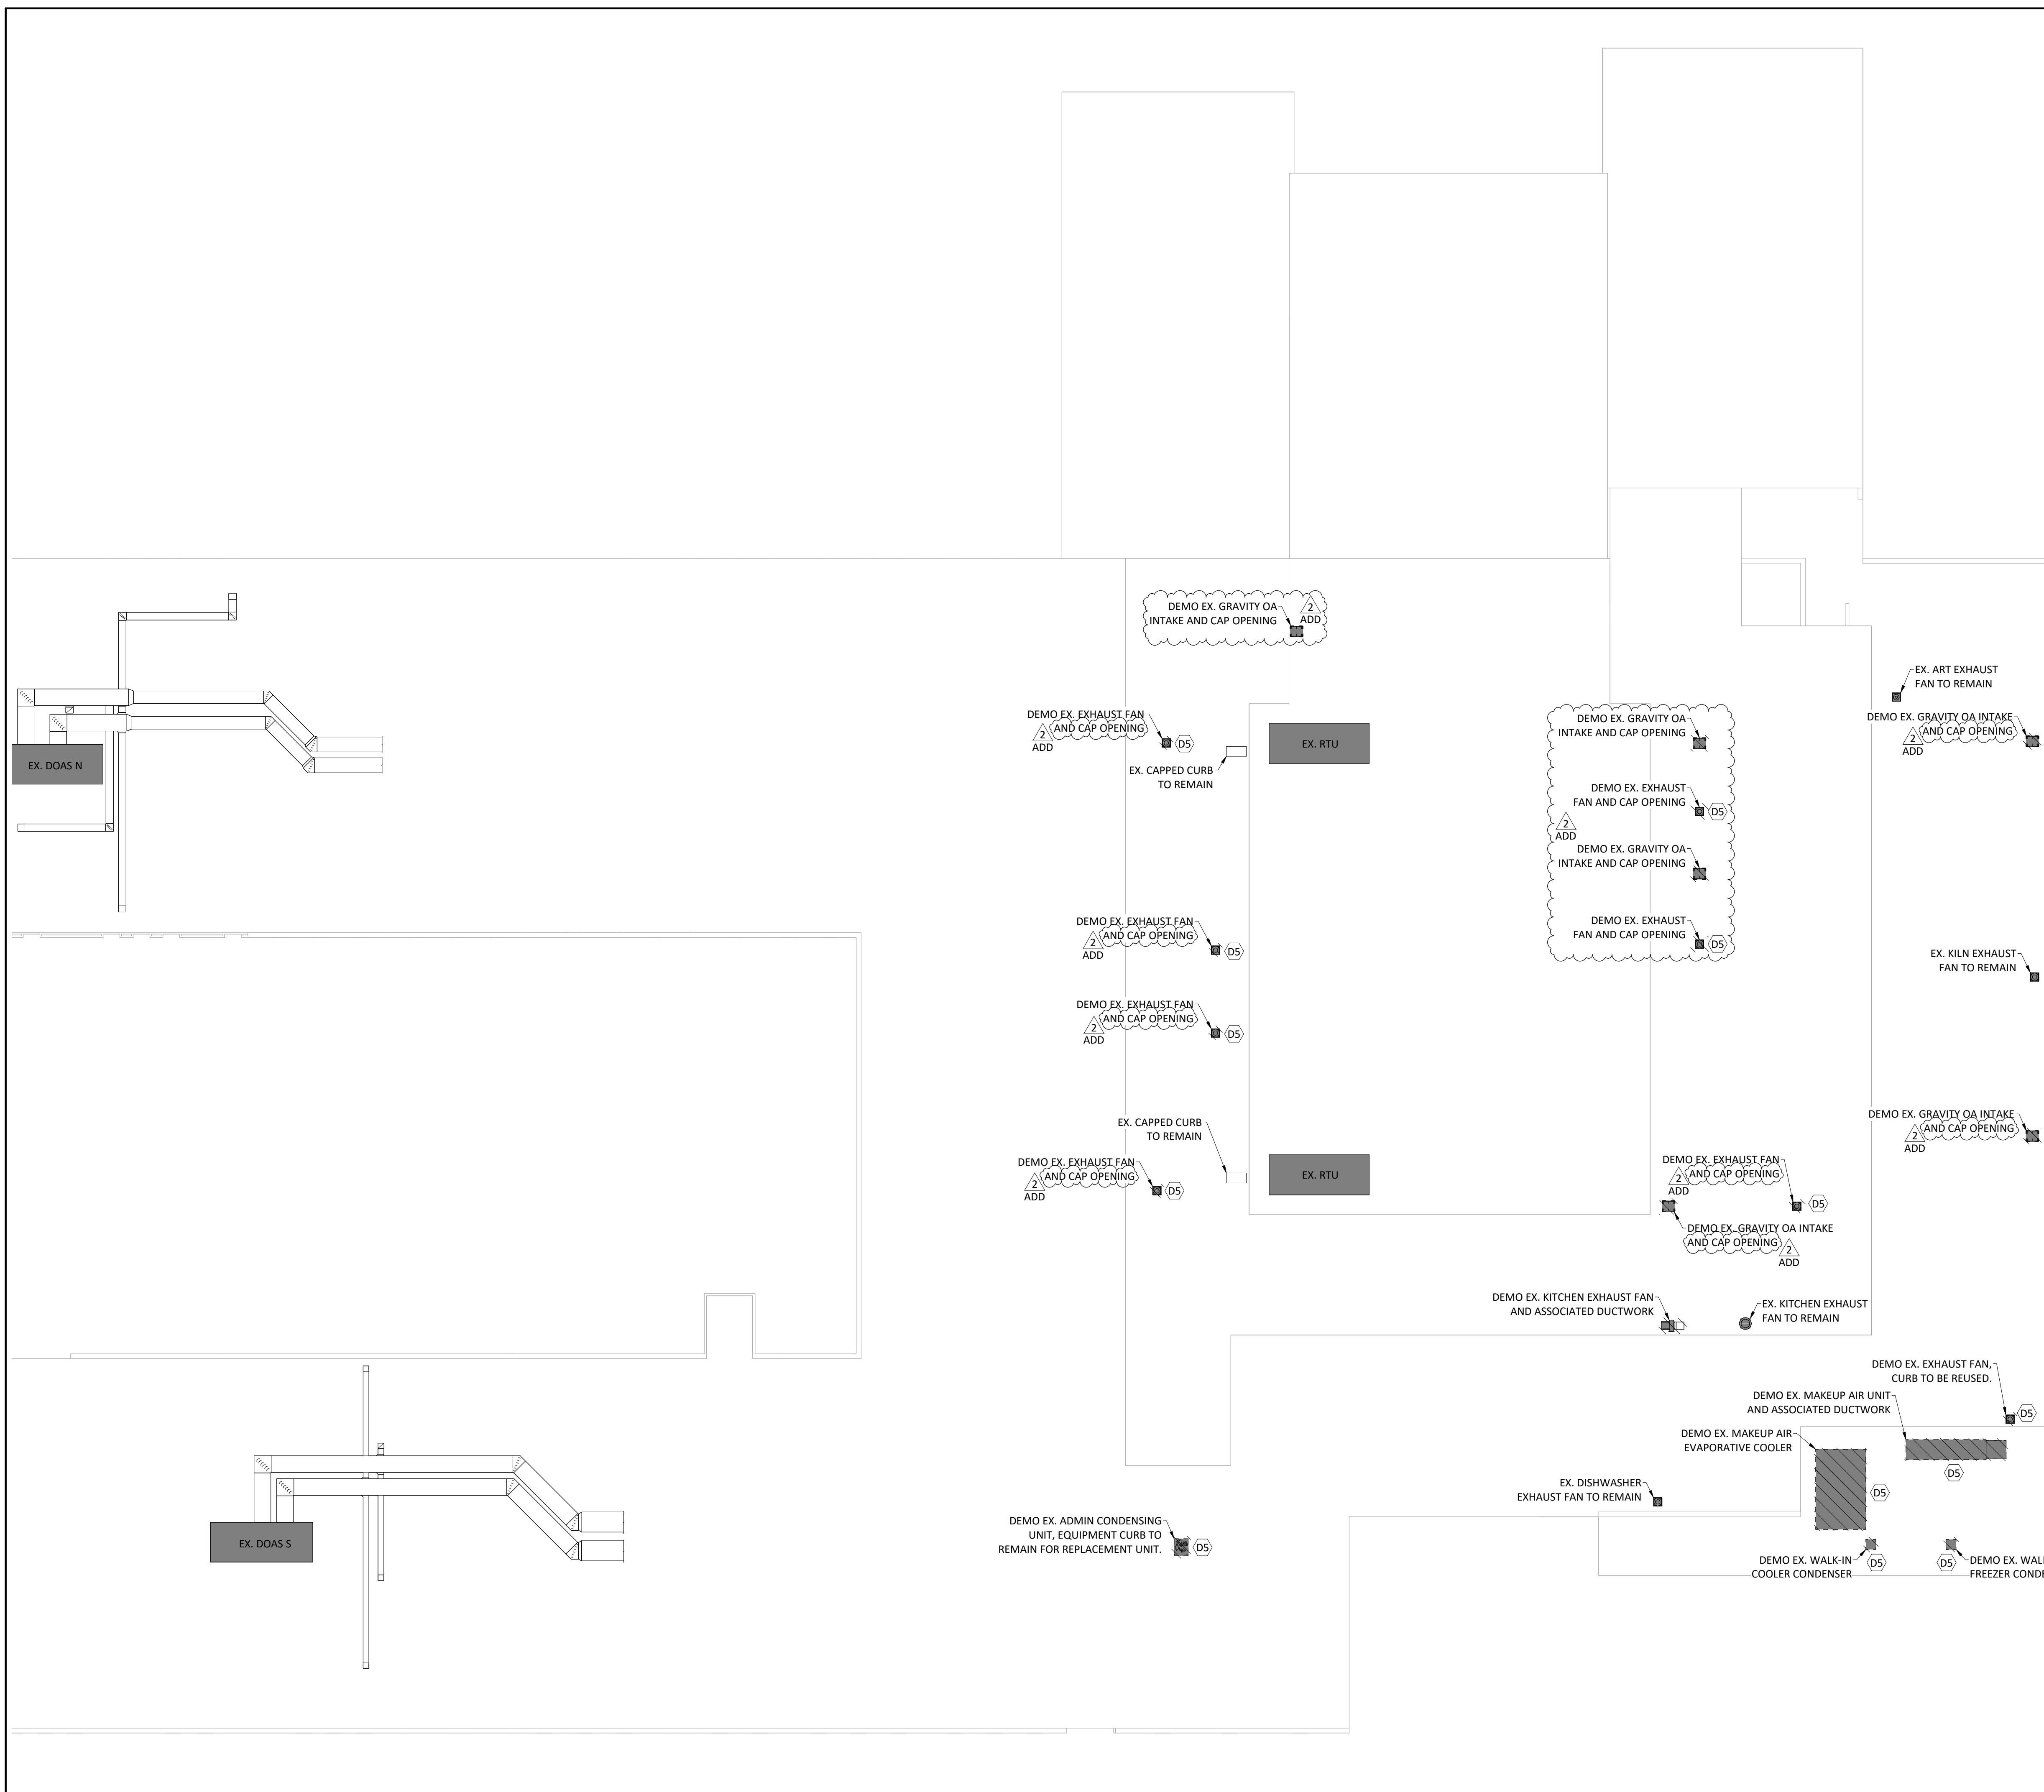 DEMO EX. GRAVITY OA
INTAKE AND CAP OPENING
2
ADD
EX. ART EXHAUST
FAN TO REMAIN
DEMO EX. EXHAUST FAN
AND CAP OPENING
2
ADD
D5
EX. CAPPED CURB
TO REMAIN
EX. RTU
DEMO EX. GRAVITY OA
INTAKE AND CAP OPENING
DEMO EX. EXHAUST
FAN AND CAP OPENING
D5
2
ADD
DEMO EX. GRAVITY OA
INTAKE AND CAP OPENING
DEMO EX. EXHAUST
FAN AND CAP OPENING
D5
DEMO EX. GRAVITY OA INTAKE
AND CAP OPENING
2
ADD
EX. DOAS N
DEMO EX. EXHAUST FAN
AND CAP OPENING
2
ADD
D5
EX. KILN EXHAUST
FAN TO REMAIN
DEMO EX. EXHAUST FAN
AND CAP OPENING
2
ADD
D5
EX. CAPPED CURB
TO REMAIN
DEMO EX. GRAVITY OA INTAKE
AND CAP OPENING
2
ADD
DEMO EX. EXHAUST FAN
AND CAP OPENING
2
ADD
D5
EX. RTU
DEMO EX. EXHAUST FAN
AND CAP OPENING
2
ADD
D5
DEMO EX. GRAVITY OA INTAKE
AND CAP OPENING
2
ADD
DEMO EX. KITCHEN EXHAUST FAN
AND ASSOCIATED DUCTWORK
EX. KITCHEN EXHAUST
FAN TO REMAIN
DEMO EX. EXHAUST FAN,
CURB TO BE REUSED.
D5
DEMO EX. MAKEUP AIR UNIT
AND ASSOCIATED DUCTWORK
D5
DEMO EX. MAKEUP AIR
EVAPORATIVE COOLER
D5
EX. DISHWASHER
EXHAUST FAN TO REMAIN
DEMO EX. ADMIN CONDENSING
UNIT, EQUIPMENT CURB TO
REMAIN FOR REPLACEMENT UNIT.
D5
EX. DOAS S
DEMO EX. WALK-IN
COOLER CONDENSER
D5
D5
DEMO EX.
FREEZER